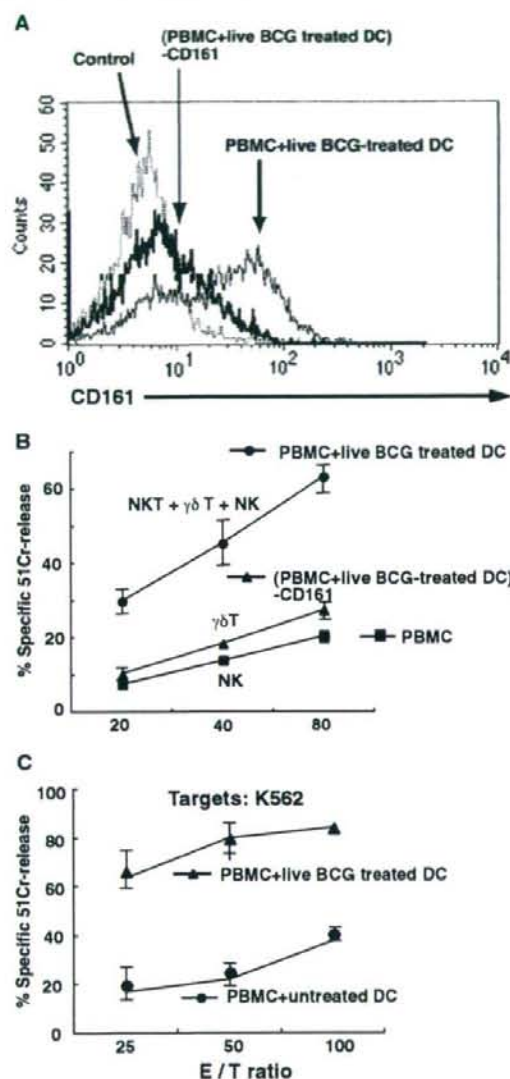 A
(PBMC+live BCG treated DC)
-CD161
Control
PBMC+live BCG-treated DC
Counts
60
50
40
30
20
10
0
10^0 10^1 10^2 10^3 10^4
CD161
B
PBMC+live BCG treated DC
NKT + γδ T + NK
(PBMC+live BCG-treated DC)
-CD161
γδT
PBMC
NK
% Specific 51Cr-release
60
40
20
0
20 40 80
C
Targets: K562
PBMC+live BCG treated DC
PBMC+untreated DC
% Specific 51Cr-release
100
80
60
40
20
0
25 50 100
E / T ratio